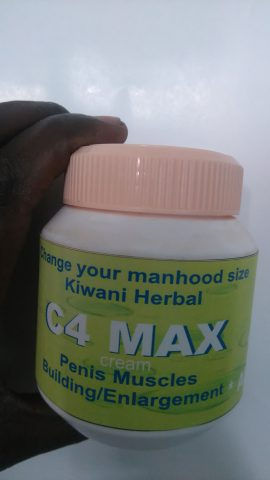 Change your manhood size
Kiwani Herbal
C4 MAX
cream
Penis Muscles
Building/Enlargement *